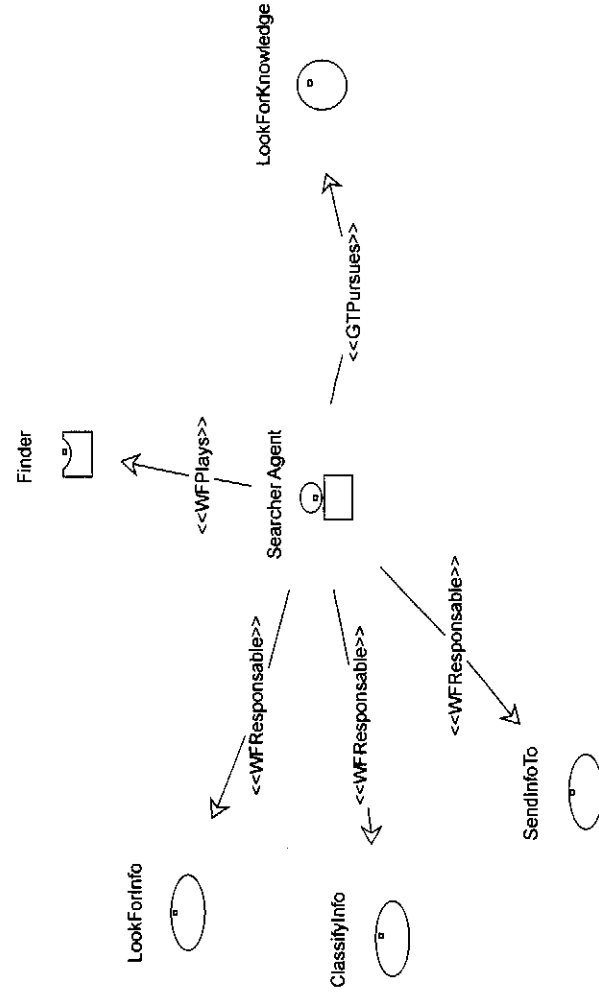 Finder
LookForInfo
<<WFPlays>>
<<WFResponsable>>
Searcher Agent
LookForKnowledge
ClassifyInfo
<<WFResponsable>>
<<GTPursues>>
<<WFResponsable>>
SendInfoTo